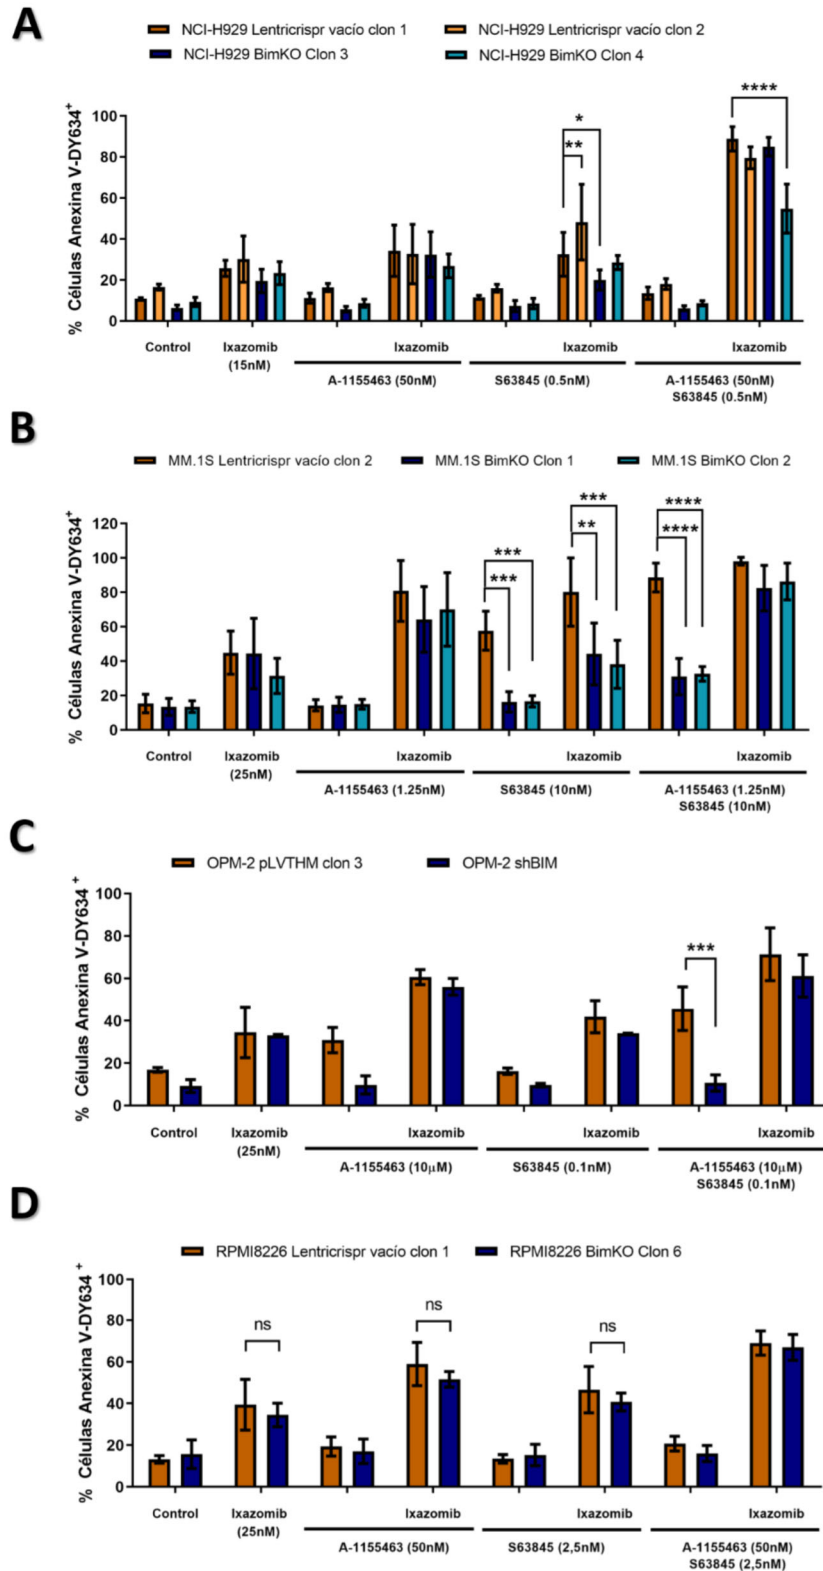 A
NCI-H929 Lentricrispr vacío clon 1
NCI-H929 Lentricrispr vacío clon 2
NCI-H929 BimKO Clon 3
NCI-H929 BimKO Clon 4
% Células Anexina V-DY634+
100
80
60
40
20
0
*
**
****
Control
Ixazomib
(15nM)
Ixazomib
Ixazomib
Ixazomib
A-1155463 (50nM)
S63845 (0.5nM)
A-1155463 (50nM)
S63845 (0.5nM)
B
MM.1S Lentricrispr vacío clon 2
MM.1S BimKO Clon 1
MM.1S BimKO Clon 2
% Células Anexina V-DY634+
120
100
80
60
40
20
0
***
***
***
**
****
****
Control
Ixazomib
(25nM)
Ixazomib
Ixazomib
Ixazomib
A-1155463 (1.25nM)
S63845 (10nM)
A-1155463 (1.25nM)
S63845 (10nM)
C
OPM-2 pLVTHM clon 3
OPM-2 shBIM
% Células Anexina V-DY634 +
100
80
60
40
20
0
***
Control
Ixazomib
(25nM)
Ixazomib
Ixazomib
Ixazomib
A-1155463 (10μM)
S63845 (0.1nM)
A-1155463 (10μM)
S63845 (0.1nM)
D
RPMI8226 Lentricrispr vacío clon 1
RPMI8226 BimKO Clon 6
% Células Anexina V-DY634 +
100
80
60
40
20
0
ns
ns
ns
Control
Ixazomib
(25nM)
Ixazomib
Ixazomib
Ixazomib
A-1155463 (50nM)
S63845 (2,5nM)
A-1155463 (50nM)
S63845 (2,5nM)